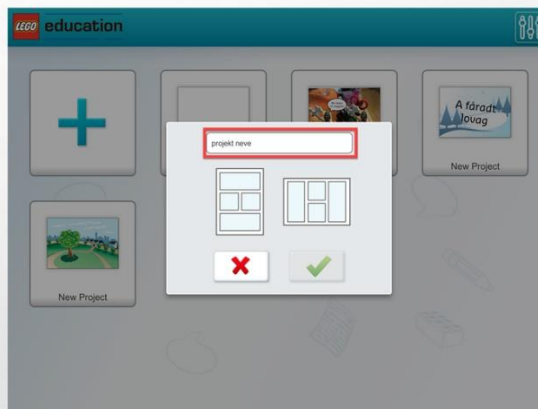 LEGO education
A fáradt
lovag
New Project
projekt neve
New Project